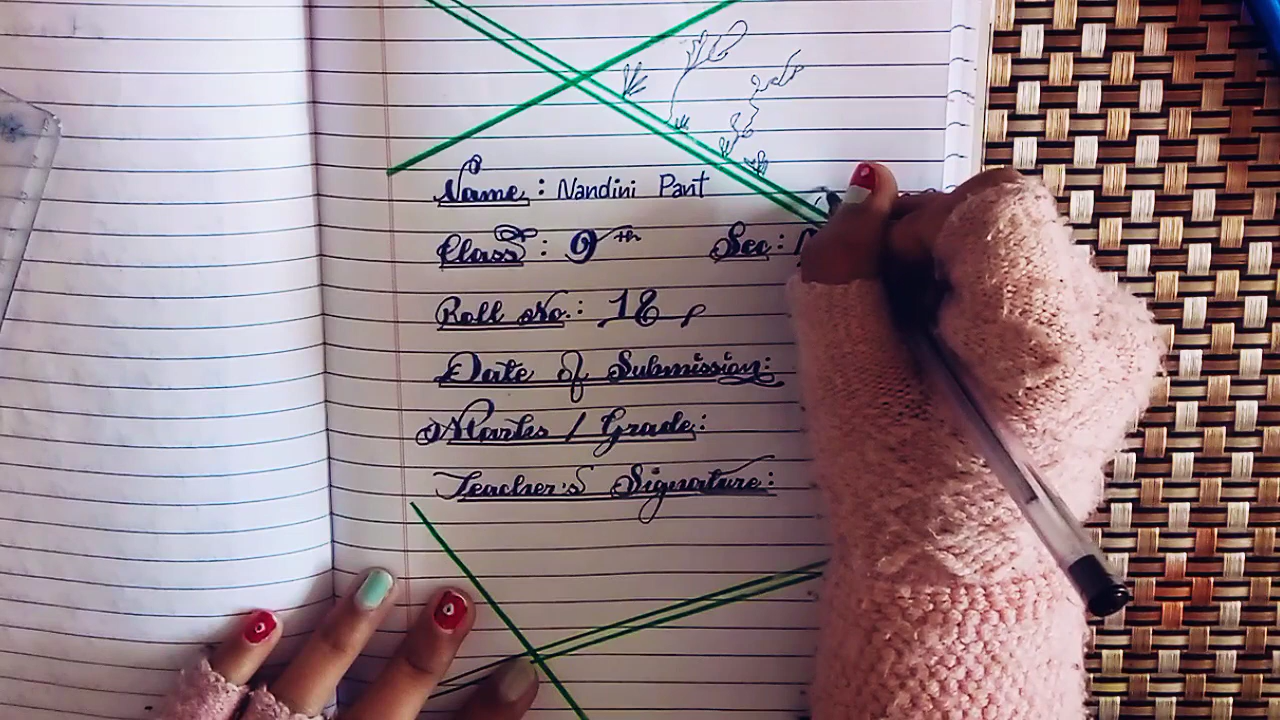 Name : Nandini Pant
Class : 9th Sec :
Roll No. : 18
Date of Submission:
Marks / Grade:
Teacher's Signature: